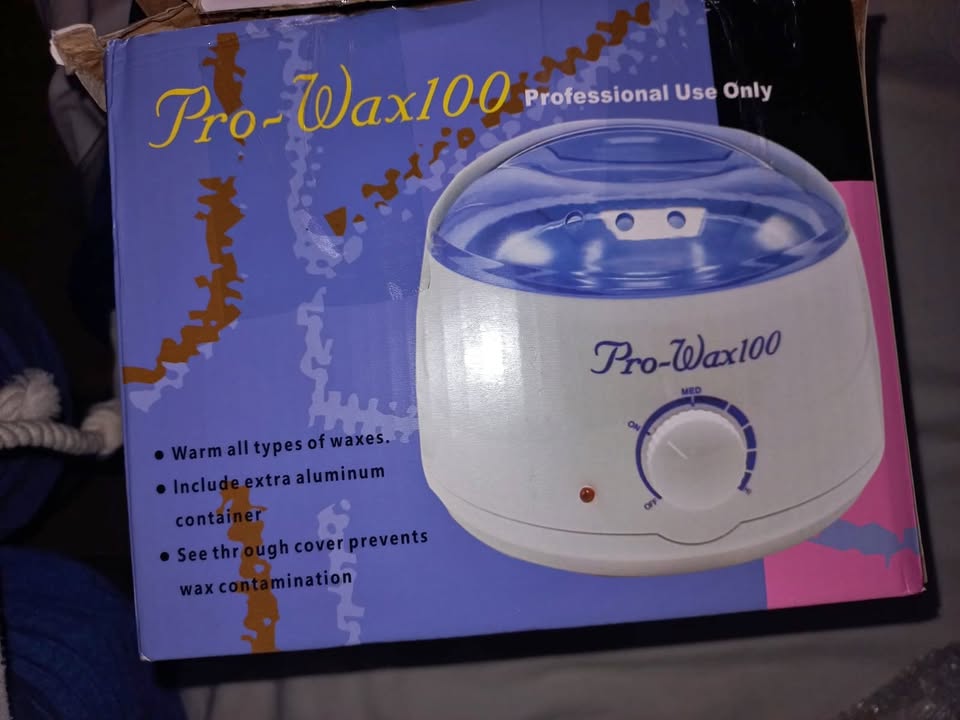 Pro-Wax100 Professional Use Only
Pro-Wax100
MED
ON
OFF
• Warm all types of waxes.
• Include extra aluminum
container
• See thr ough cover prevents
wax contamination